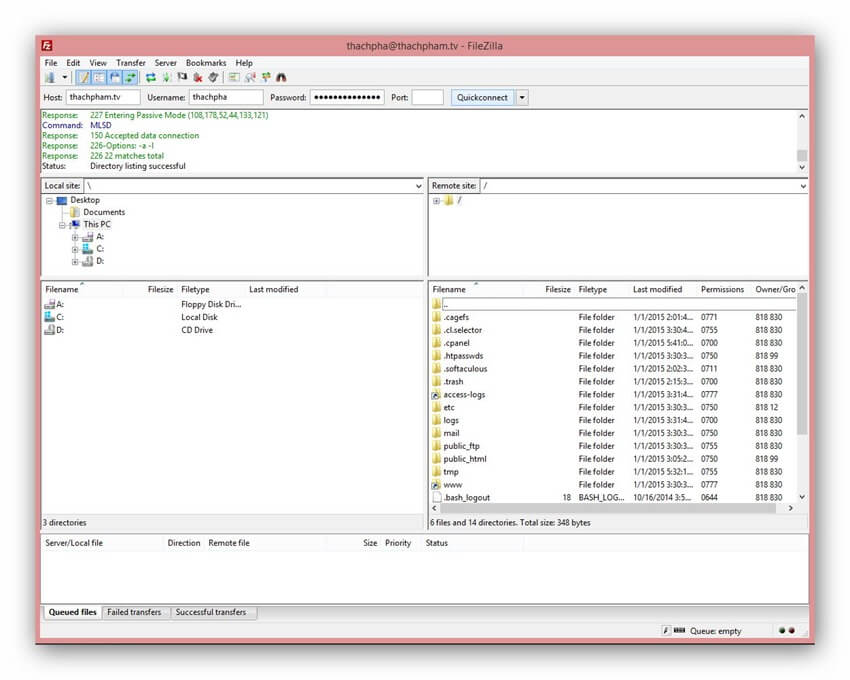 thachpha@thachpham.tv - FileZilla
File Edit View Transfer Server Bookmarks Help
Host: thachpham.tv Username: thachpha Password: ●●●●●●●●●●●●●●● Port: Quickconnect
Response: 227 Entering Passive Mode (108,178,52,44,133,121)
Command: MLSD
Response: 150 Accepted data connection
Response: 226-Options: -a -l
Response: 226 22 matches total
Status: Directory listing successful
Local site: \
Desktop
Documents
This PC
A:
C:
D:
Remote site: /
/
Filename Filesize Filetype Last modified
A: Floppy Disk Dri...
C: Local Disk
D: CD Drive
3 directories
Filename Filesize Filetype Last modified Permissions Owner/Gro
..
.cagefs File folder 1/1/2015 2:01:4... 0771 818 830
.cl.selector File folder 1/1/2015 3:30:4... 0755 818 830
.cpanel File folder 1/1/2015 5:41:0... 0700 818 830
.htpasswds File folder 1/1/2015 3:30:3... 0750 818 99
.softaculous File folder 1/1/2015 2:02:3... 0711 818 830
.trash File folder 1/1/2015 2:15:3... 0700 818 830
access-logs File folder 1/1/2015 3:31:4... 0777 818 830
etc File folder 1/1/2015 3:30:3... 0750 818 12
logs File folder 1/1/2015 3:31:4... 0700 818 830
mail File folder 1/1/2015 3:30:3... 0750 818 830
public_ftp File folder 1/1/2015 3:30:3... 0755 818 830
public_html File folder 1/1/2015 3:05:2... 0750 818 99
tmp File folder 1/1/2015 5:32:1... 0755 818 830
www File folder 1/1/2015 3:30:3... 0777 818 830
.bash_logout 18 BASH_LOG... 10/16/2014 3:5... 0644 818 830
6 files and 14 directories. Total size: 348 bytes
Server/Local file Direction Remote file Size Priority Status
Queued files Failed transfers Successful transfers
Queue: empty